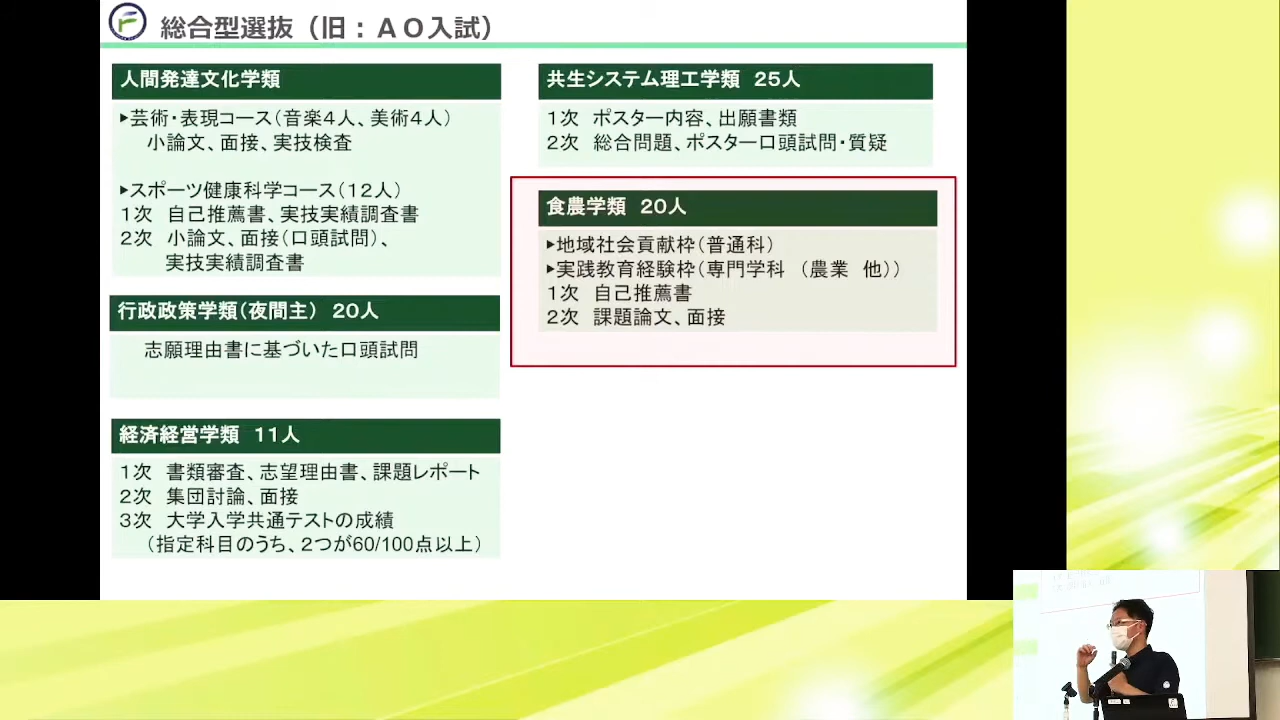 総合型選抜（旧：ＡＯ入試）
人間発達文化学類
▶芸術・表現コース（音楽４人、美術４人）
小論文、面接、実技検査
▶スポーツ健康科学コース（１２人）
１次　自己推薦書、実技実績調査書
２次　小論文、面接（口頭試問）、
実技実績調査書
行政政策学類（夜間主）　２０人
志願理由書に基づいた口頭試問
経済経営学類　１１人
１次　書類審査、志望理由書、課題レポート
２次　集団討論、面接
３次　大学入学共通テストの成績
（指定科目のうち、２つが60/100点以上）
共生システム理工学類　２５人
１次　ポスター内容、出願書類
２次　総合問題、ポスター口頭試問・質疑
食農学類　２０人
▶地域社会貢献枠（普通科）
▶実践教育経験枠（専門学科　（農業　他））
１次　自己推薦書
２次　課題論文、面接